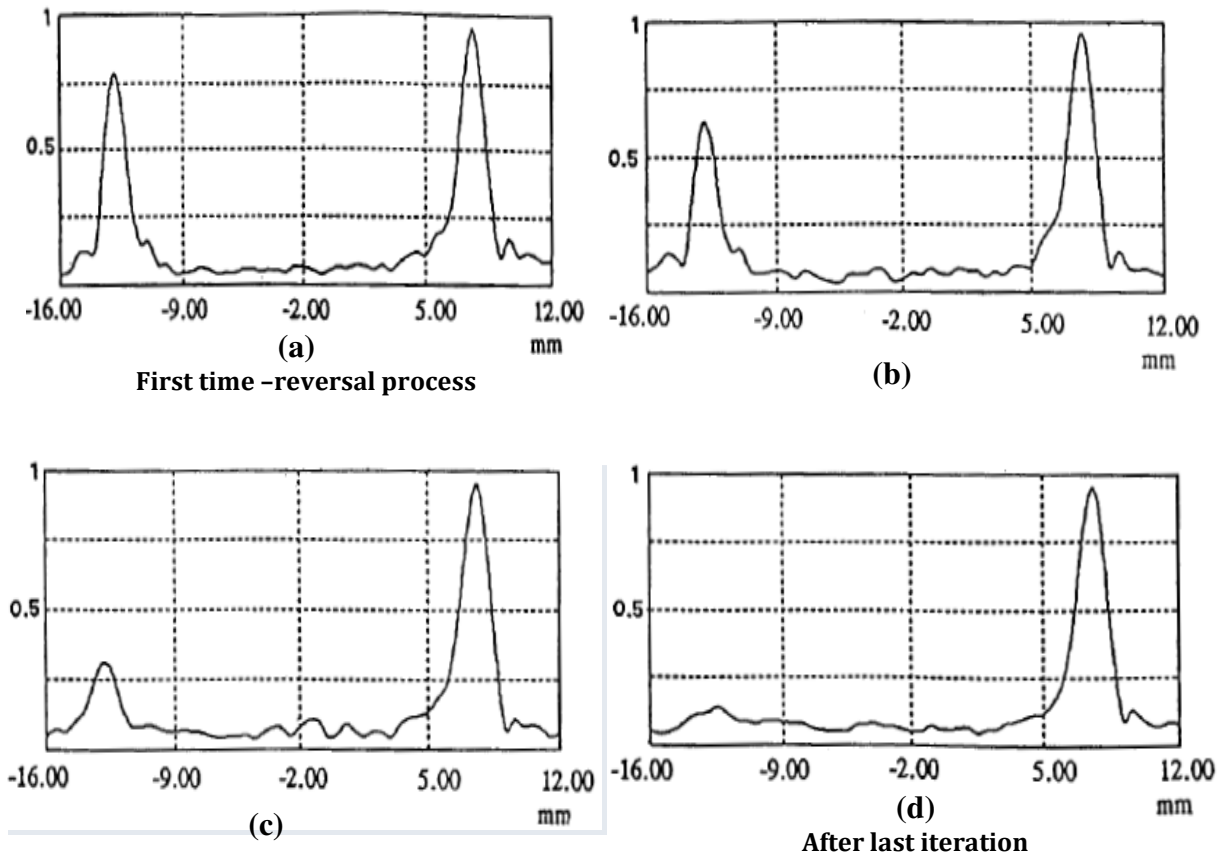 1
0.5
-16.00 -9.00 -2.00 5.00 12.00
mm
(a)
First time –reversal process
1
0.5
-16.00 -9.00 -2.00 5.00 12.00
mm
(b)
1
0.5
-16.00 -9.00 -2.00 5.00 12.00
mm
(c)
1
0.5
-16.00 -9.00 -2.00 5.00 12.00
mm
(d)
After last iteration